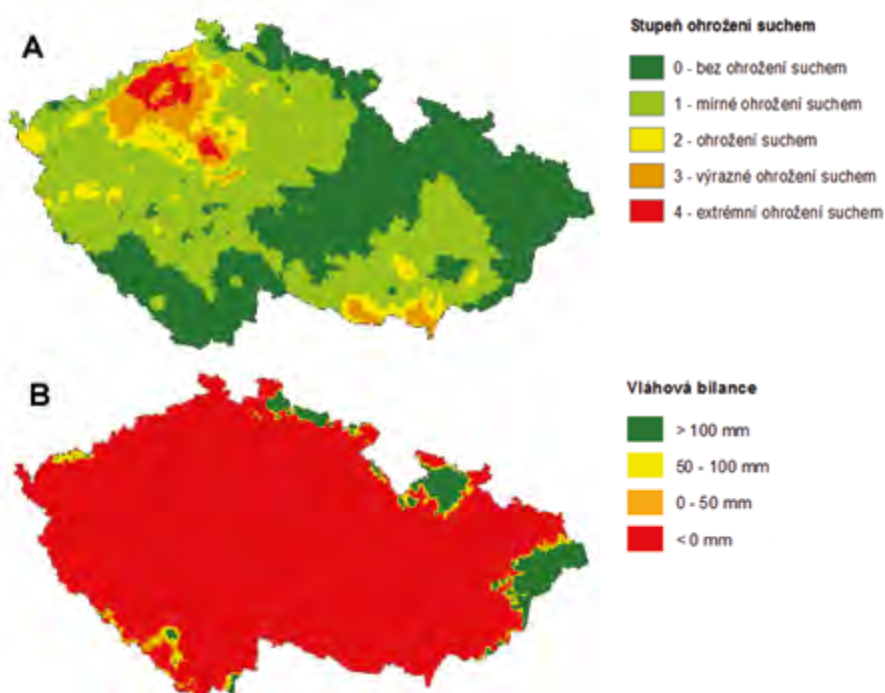 A
Stupeň ohrožení suchem
0 - bez ohrožení suchem
1 - mírné ohrožení suchem
2 - ohrožení suchem
3 - výrazné ohrožení suchem
4 - extrémní ohrožení suchem
B
Vláhová bilance
> 100 mm
50 - 100 mm
0 - 50 mm
< 0 mm